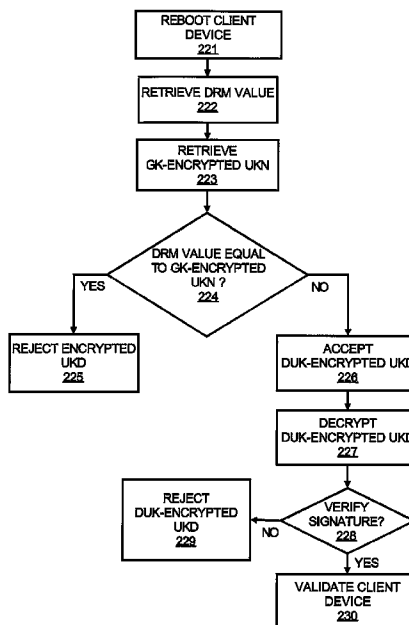 REBOOT CLIENT
DEVICE
221
RETRIEVE DRM VALUE
222
RETRIEVE
GK-ENCRYPTED UKN
223
DRM VALUE EQUAL
TO GK-ENCRYPTED
UKN ?
224
YES
NO
REJECT ENCRYPTED
UKD
225
ACCEPT
DUK-ENCRYPTED UKD
226
DECRYPT
DUK-ENCRYPTED UKD
227
VERIFY
SIGNATURE?
228
NO
REJECT
DUK-ENCRYPTED
UKD
229
YES
VALIDATE CLIENT
DEVICE
230